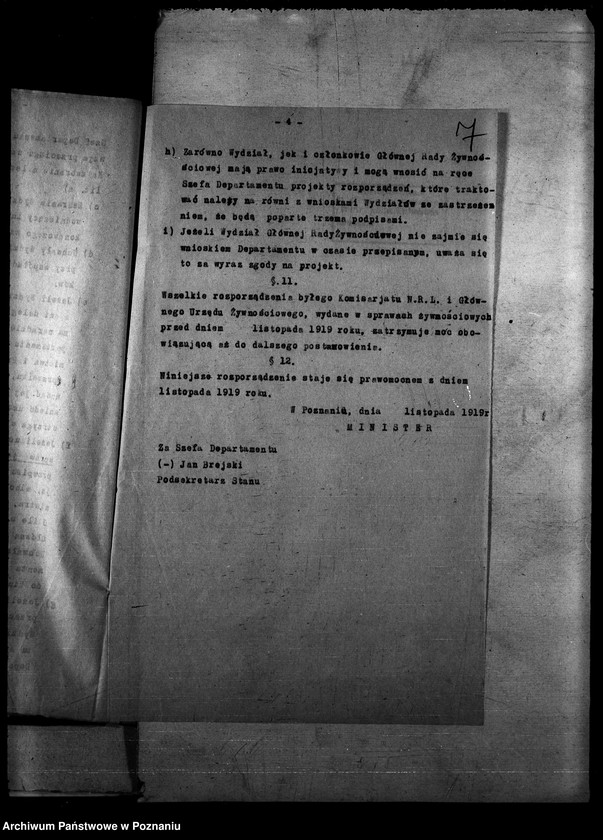 - 4 -
7
h) Zarówno Wydział, jek i członkowie Głównej Rady Żywnoś-
ściowej mają prawo inicjatywy i mogą wnosić na ręce
Szefa Departamentu projekty rozporządzeń, które trakto-
wać należy na równi z wnioskami Wydziałów ze zastrzeże
niem, że będą poparte trzema podpisami.
i) Jeżeli Wydział Głównej RadyŻywnościowej nie zajmie się
wnioskiem Departamentu w czasie przepisanym, uważa się
to za wyraz zgody na projekt.
§.11.
Wszelkie rozporządzenia byłego Komisarjatu N.R.L. i Głów-
nego Urzędu Żywnościowego, wydane w sprawach żywnościowych
przed dniem listopada 1919 roku, zatrzymuje moc obo-
wiązującą aż do dalszego postanowienia.
§ 12.
Niniejsze rozporządzenie staje się prawomocnem z dniem
listopada 1919 roku.
W Poznaniu, dnia listopada 1919r
M I N I S T E R
Za Szefa Departamentu
(-) Jan Brejski
Podsekretarz Stanu
Archiwum Państwowe w Poznaniu